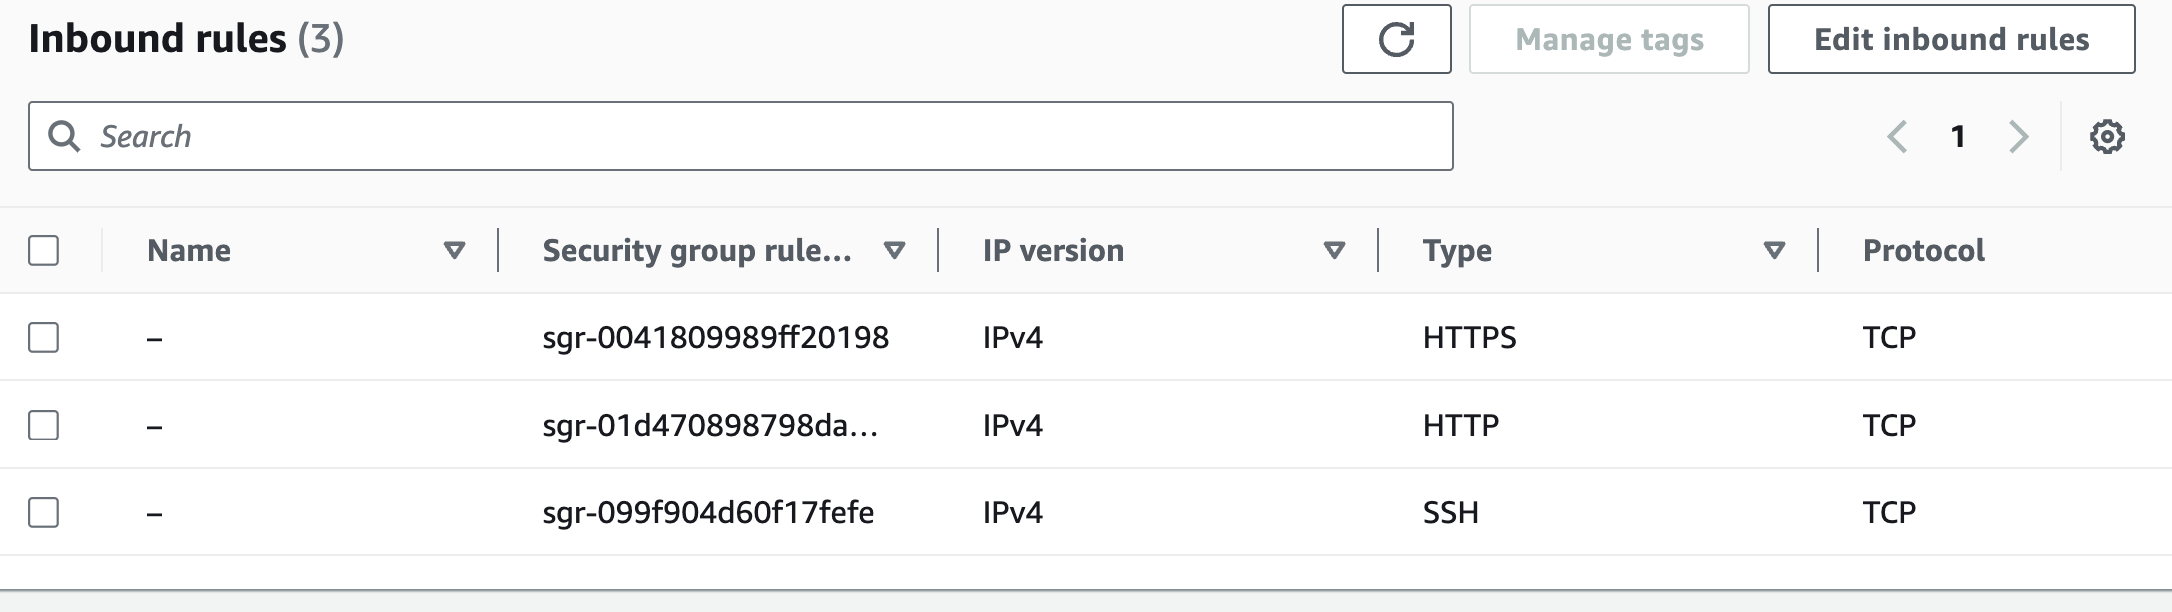 Inbound rules (3)
Manage tags
Edit inbound rules
Search
1
Name Security group rule... IP version Type Protocol
– sgr-0041809989ff20198 IPv4 HTTPS TCP
– sgr-01d470898798da... IPv4 HTTP TCP
– sgr-099f904d60f17fefe IPv4 SSH TCP